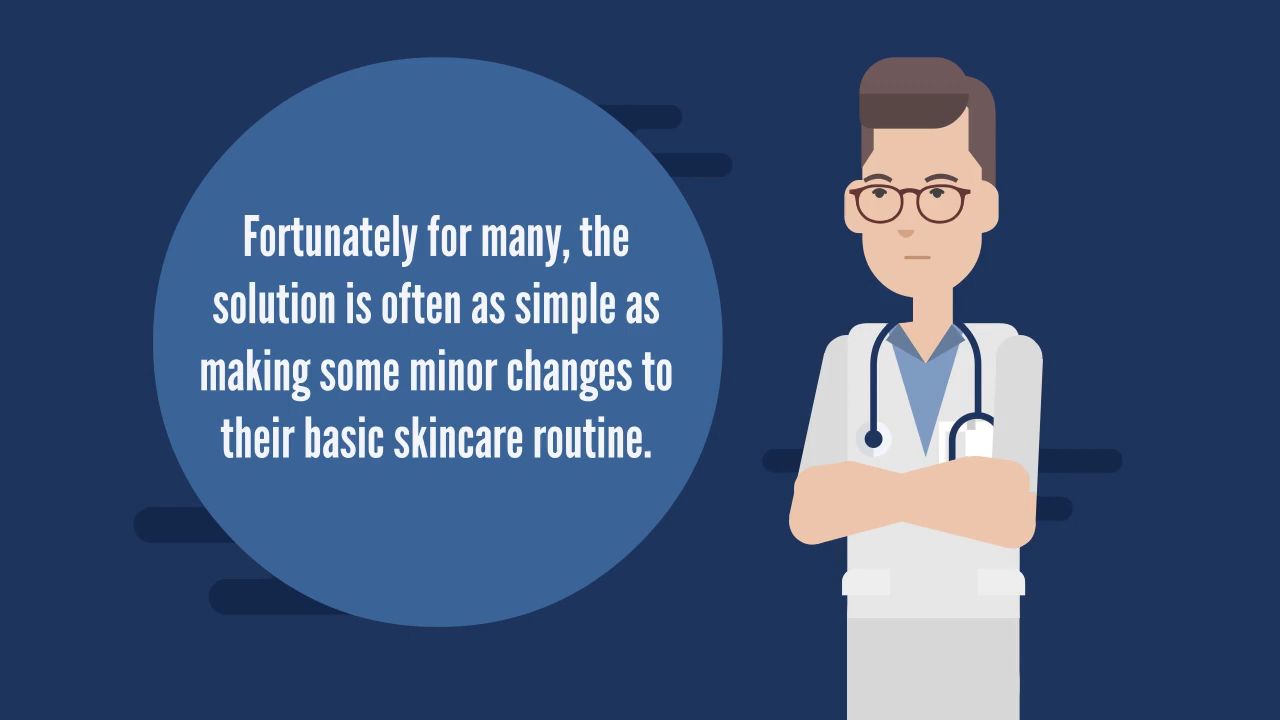 Fortunately for many, the
solution is often as simple as
making some minor changes to
their basic skincare routine.